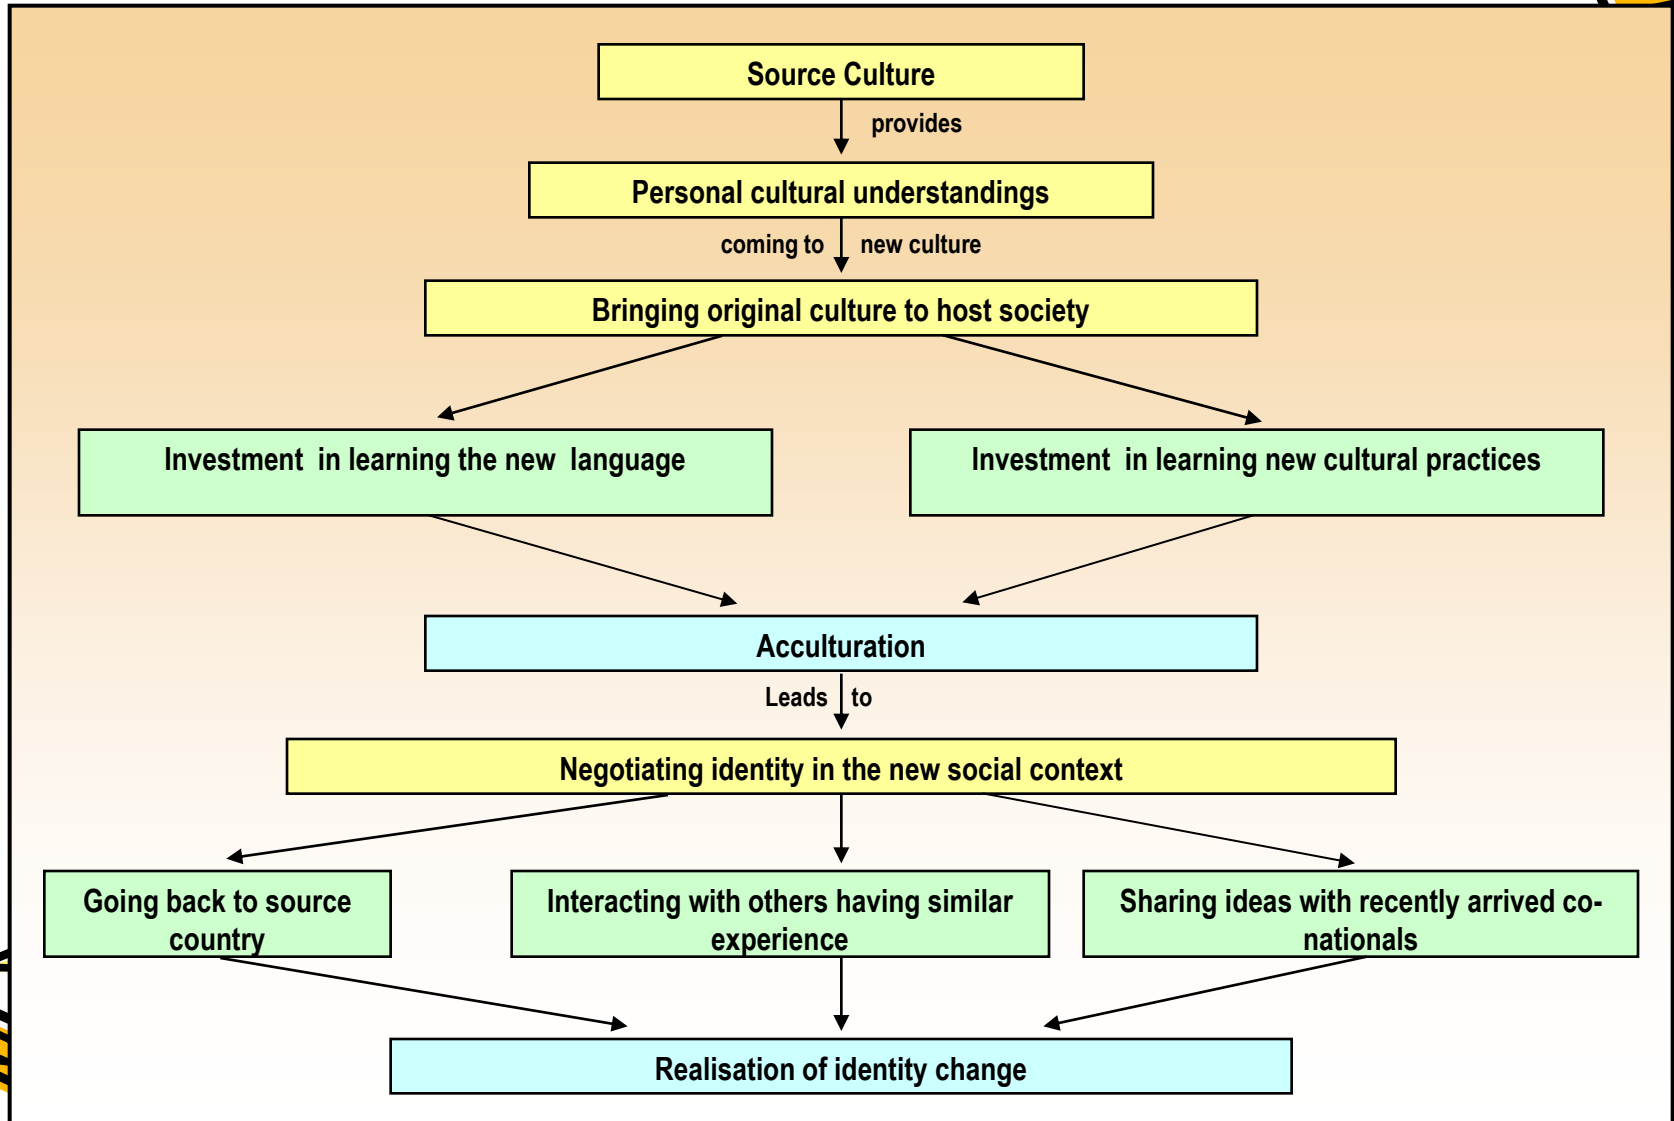 Source Culture
provides
Personal cultural understandings
coming to new culture
Bringing original culture to host society
Investment in learning the new language
Investment in learning new cultural practices
Acculturation
Leads to
Negotiating identity in the new social context
Going back to source
country
Interacting with others having similar
experience
Sharing ideas with recently arrived co-
nationals
Realisation of identity change